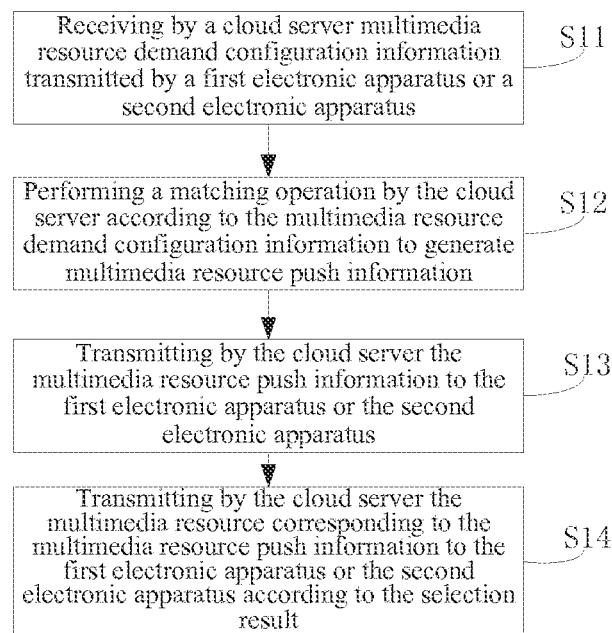 Receiving by a cloud server multimedia
resource demand configuration information
transmitted by a first electronic apparatus or a
second electronic apparatus
S11
Performing a matching operation by the cloud
server according to the multimedia resource
demand configuration information to generate
multimedia resource push information
S12
Transmitting by the cloud server the
multimedia resource push information to the
first electronic apparatus or the second
electronic apparatus
S13
Transmitting by the cloud server the
multimedia resource corresponding to the
multimedia resource push information to the
first electronic apparatus or the second
electronic apparatus according to the selection
result
S14